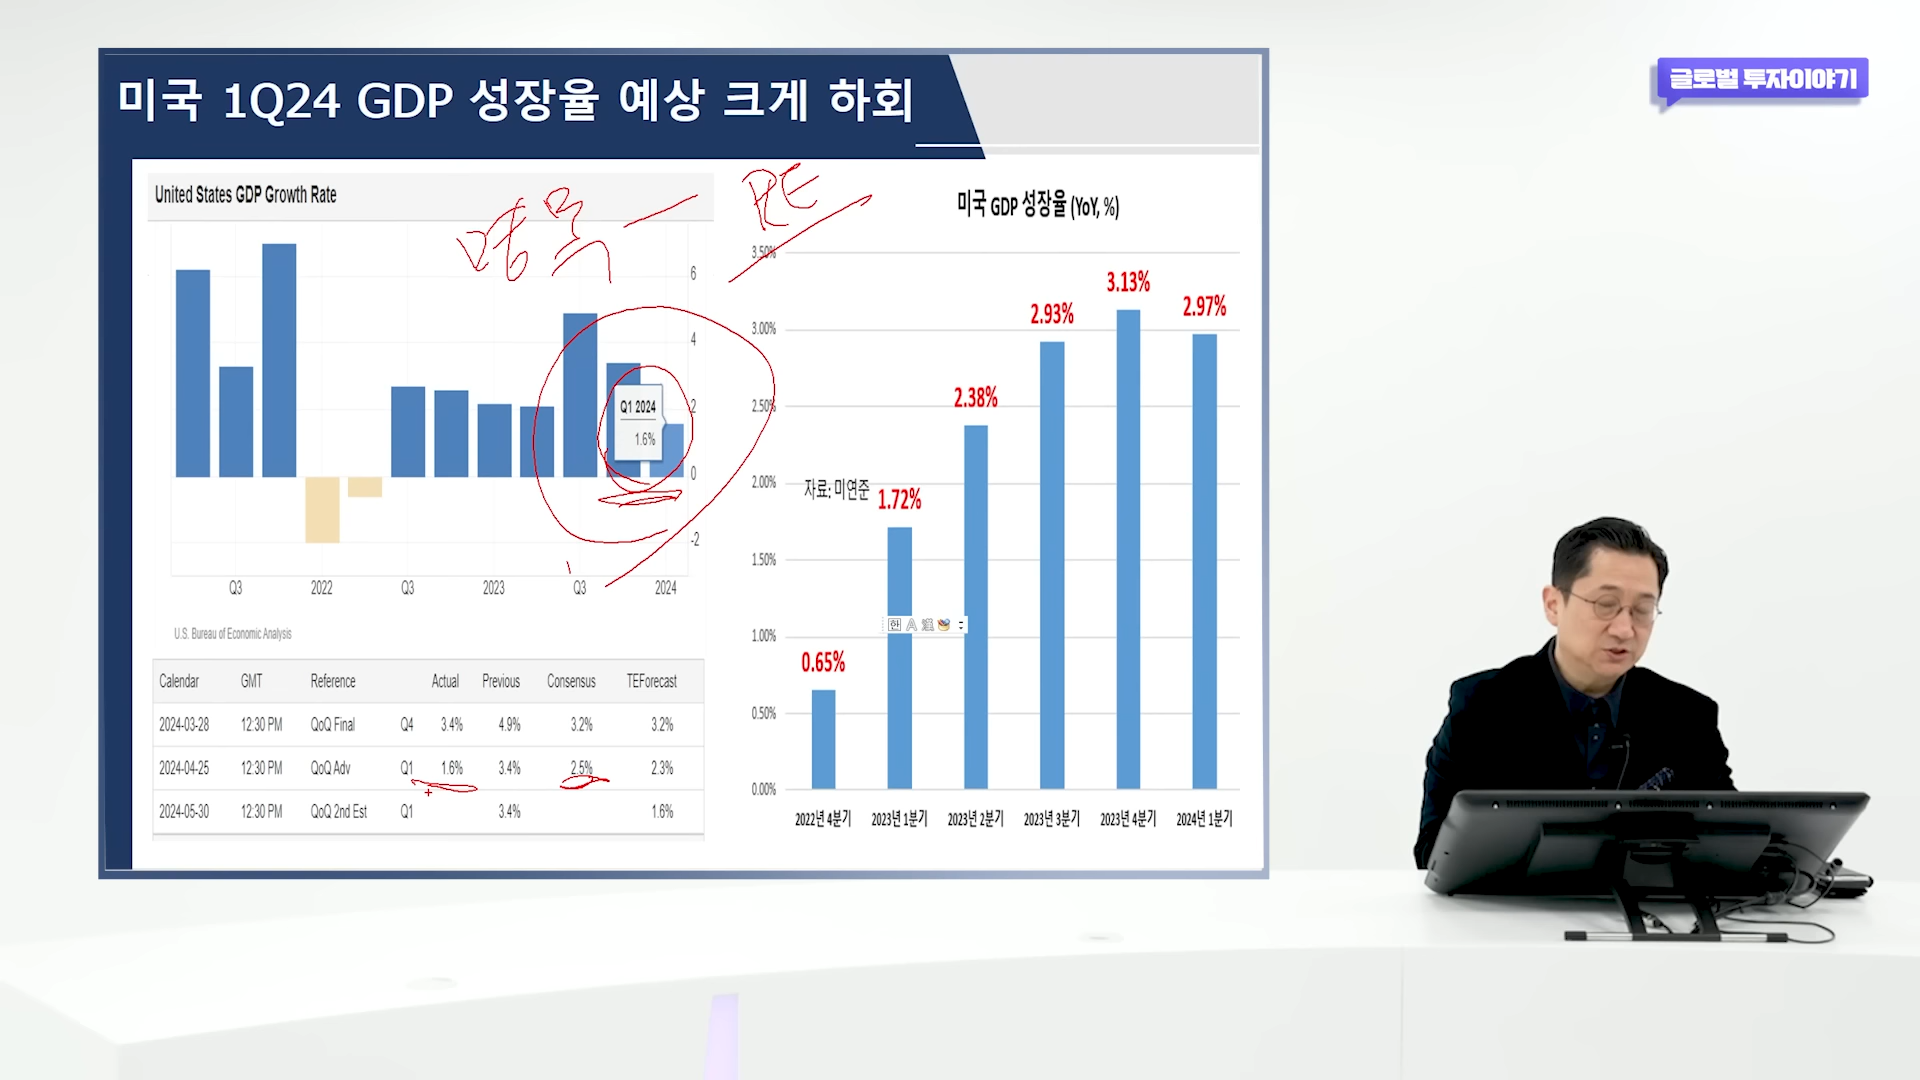 미국 1Q24 GDP 성장율 예상 크게 하회
글로벌 투자이야기
United States GDP Growth Rate
6
4
2
0
-2
Q1 2024
1.6%
Q3 2022 Q3 2023 Q3 2024
U.S. Bureau of Economic Analysis
Calendar GMT Reference Actual Previous Consensus TEForecast
2024-03-28 12:30 PM QoQ Final Q4 3.4% 4.9% 3.2% 3.2%
2024-04-25 12:30 PM QoQ Adv Q1 1.6% 3.4% 2.5% 2.3%
2024-05-30 12:30 PM QoQ 2nd Est Q1 3.4% 1.6%
명목
미국 GDP 성장율 (YoY, %)
3.50%
3.00%
2.50%
2.00%
1.50%
1.00%
0.50%
0.00%
자료: 미연준
0.65%
1.72%
2.38%
2.93%
3.13%
2.97%
한 A 漢
2022년 4분기 2023년 1분기 2023년 2분기 2023년 3분기 2023년 4분기 2024년 1분기